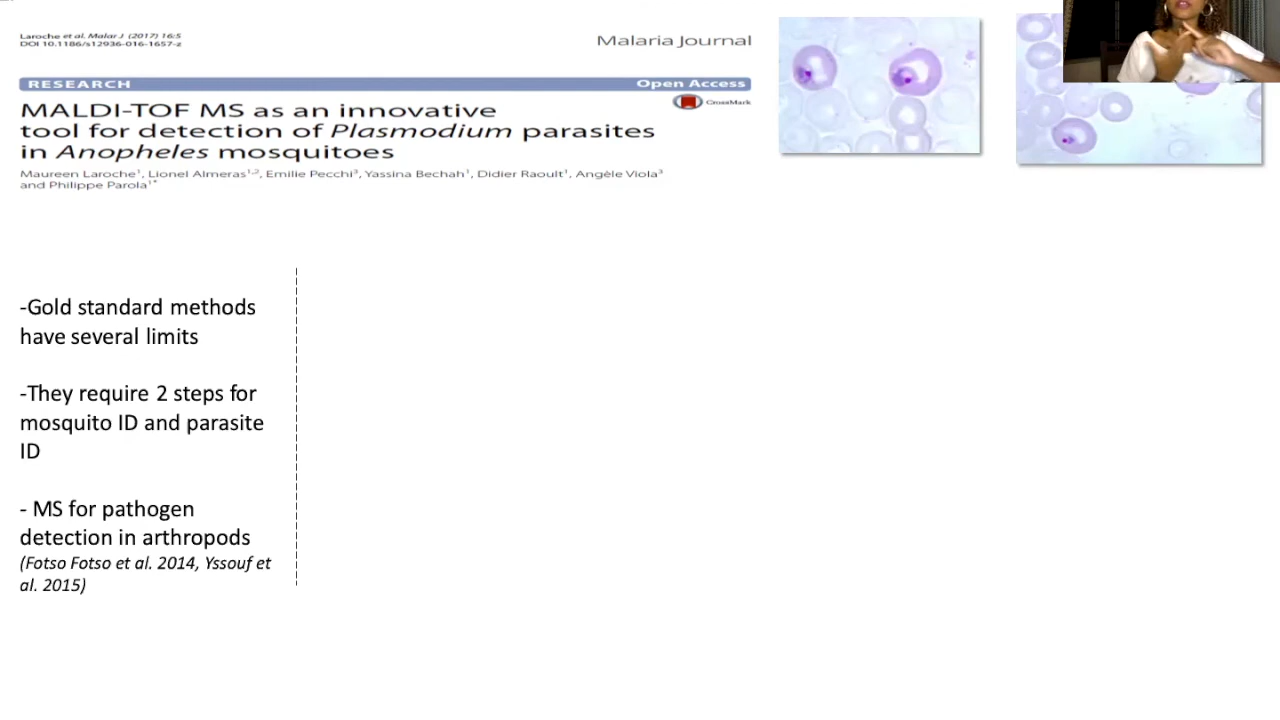 Laroche et al. Malar J (2017) 16:5
DOI 10.1186/s12936-016-1657-z
Malaria Journal
RESEARCH
Open Access
CrossMark
MALDI-TOF MS as an innovative
tool for detection of Plasmodium parasites
in Anopheles mosquitoes
Maureen Laroche¹, Lionel Almeras¹,², Emilie Pecchi³, Yassina Bechah¹, Didier Raoult¹, Angèle Viola³
and Philippe Parola¹*
-Gold standard methods
have several limits
-They require 2 steps for
mosquito ID and parasite
ID
- MS for pathogen
detection in arthropods
(Fotso Fotso et al. 2014, Yssouf et
al. 2015)